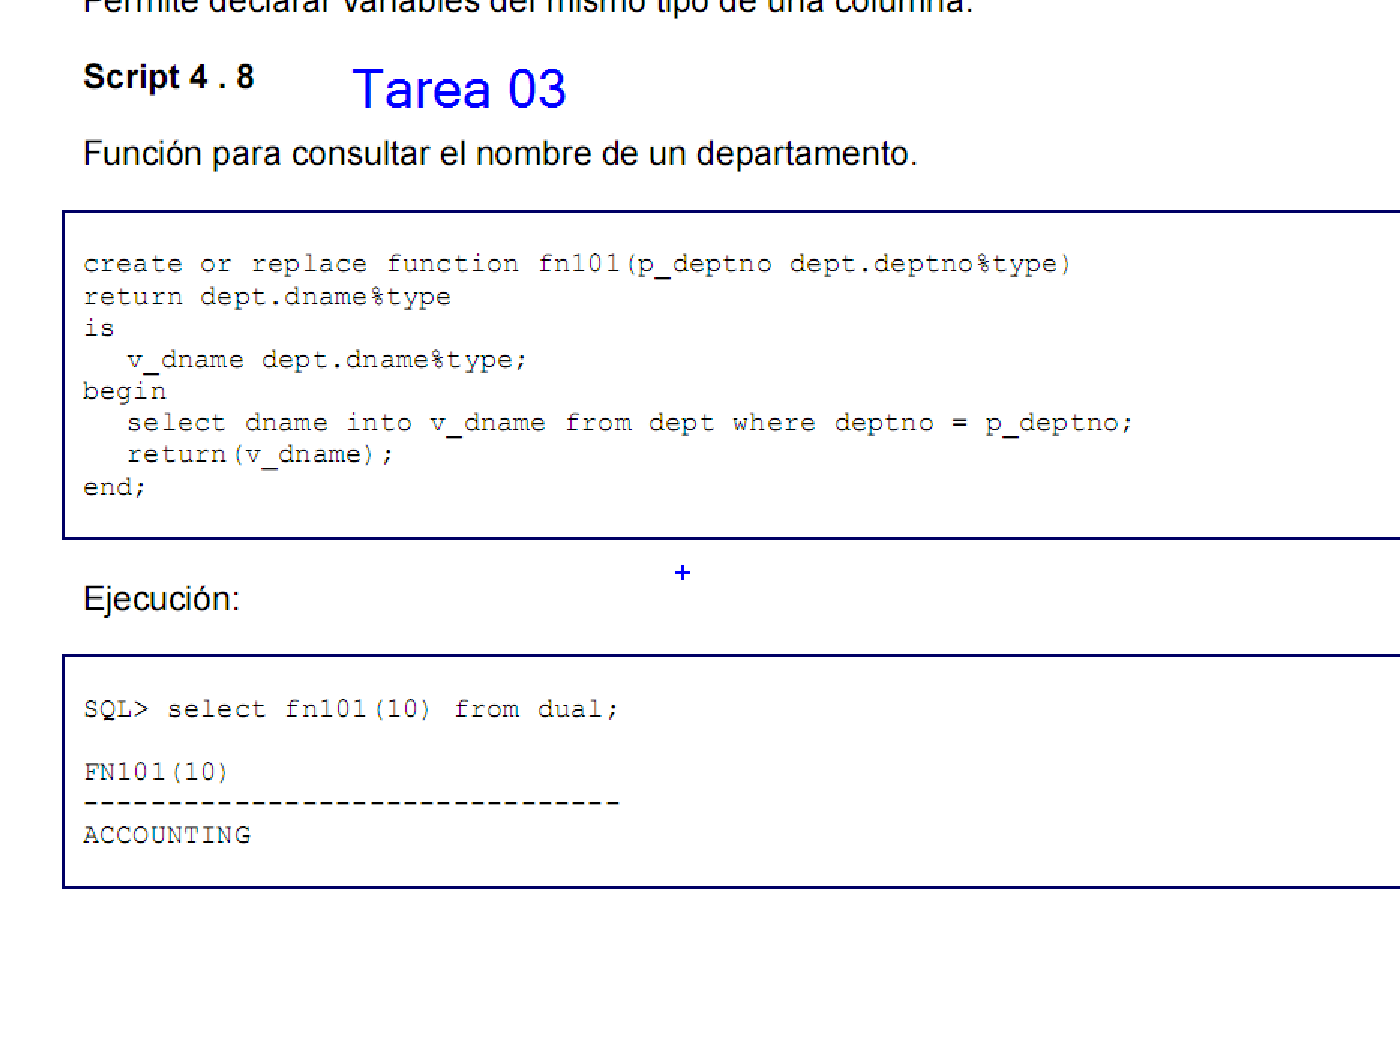 Permite declarar variables del mismo tipo de una columna.
Script 4 . 8
Tarea 03
Función para consultar el nombre de un departamento.
create or replace function fn101(p_deptno dept.deptno%type)
return dept.dname%type
is
v_dname dept.dname%type;
begin
select dname into v_dname from dept where deptno = p_deptno;
return(v_dname);
end;
+
Ejecución:
SQL> select fn101(10) from dual;
FN101(10)
--------------------------------
ACCOUNTING